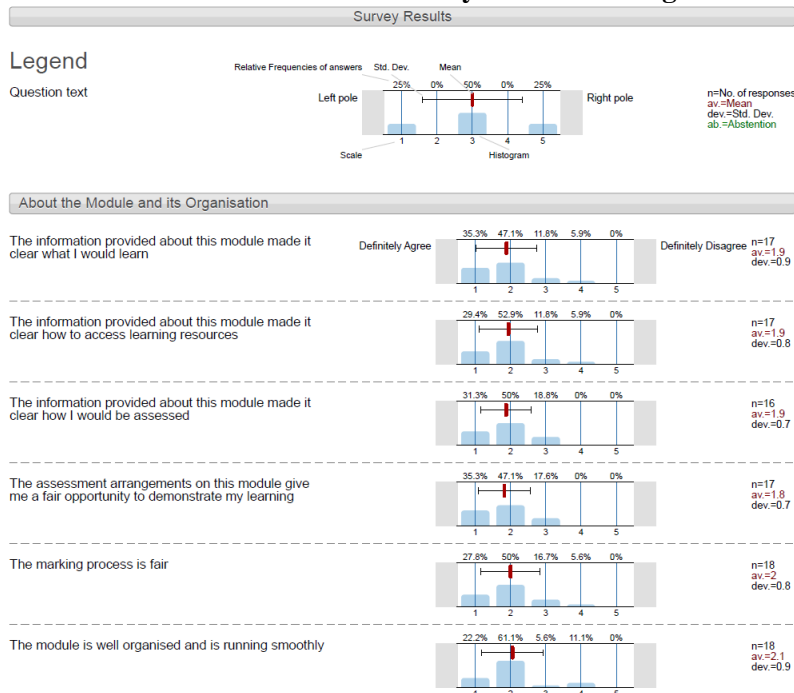 Survey Results
Legend
Relative Frequencies of answers Std. Dev. Mean
Question text
25% 0% 50% 0% 25%
Left pole Right pole
n=No. of responses
av.=Mean
dev.=Std. Dev.
ab.=Abstention
1 2 3 4 5
Scale Histogram
About the Module and its Organisation
The information provided about this module made it
clear what I would learn
Definitely Agree
35.3% 47.1% 11.8% 5.9% 0%
1 2 3 4 5
Definitely Disagree
n=17
av.=1.9
dev.=0.9
The information provided about this module made it
clear how to access learning resources
29.4% 52.9% 11.8% 5.9% 0%
1 2 3 4 5
n=17
av.=1.9
dev.=0.8
The information provided about this module made it
clear how I would be assessed
31.3% 50% 18.8% 0% 0%
1 2 3 4 5
n=16
av.=1.9
dev.=0.7
The assessment arrangements on this module give
me a fair opportunity to demonstrate my learning
35.3% 47.1% 17.6% 0% 0%
1 2 3 4 5
n=17
av.=1.8
dev.=0.7
The marking process is fair
27.8% 50% 16.7% 5.6% 0%
1 2 3 4 5
n=18
av.=2
dev.=0.8
The module is well organised and is running smoothly
22.2% 61.1% 5.6% 11.1% 0%
1 2 3 4 5
n=18
av.=2.1
dev.=0.9